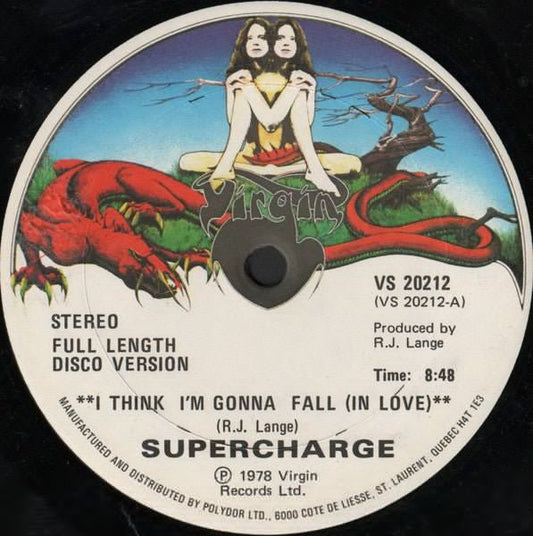 Virgin
VS 20212
(VS 20212-A)
STEREO
FULL LENGTH
DISCO VERSION
Produced by
R.J. Lange
Time: 8:48
**I THINK I'M GONNA FALL (IN LOVE)**
(R.J. Lange)
SUPERCHARGE
℗ 1978 Virgin
Records Ltd.
MANUFACTURED AND DISTRIBUTED BY POLYDOR LTD., 6000 COTE DE LIESSE, ST. LAURENT, QUEBEC H4T 1E3